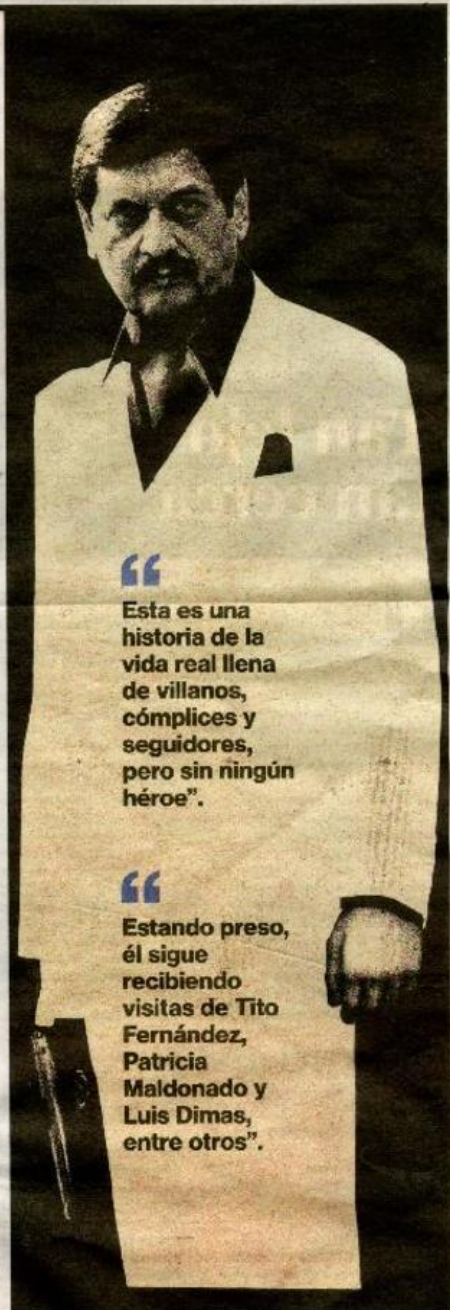 “
Esta es una
historia de la
vida real llena
de villanos,
cómplices y
seguidores,
pero sin ningún
héroe”.
“
Estando preso,
él sigue
recibiendo
visitas de Tito
Fernández,
Patricia
Maldonado y
Luis Dimas,
entre otros”.